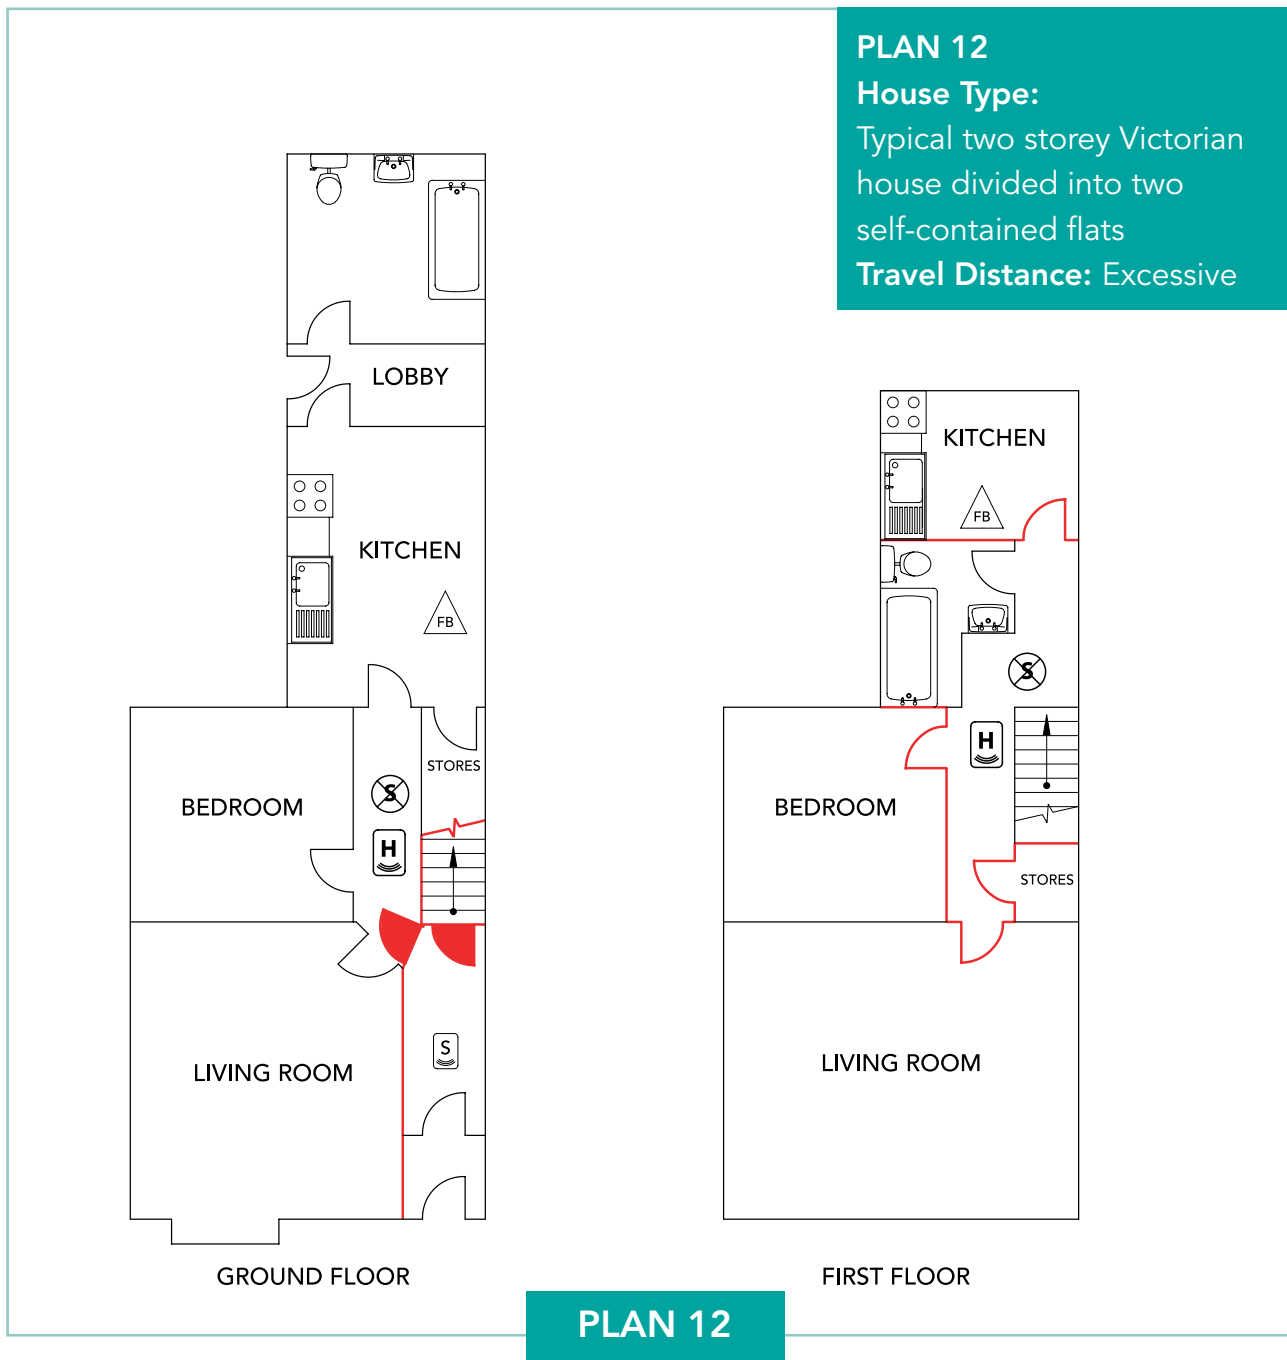 PLAN 12
House Type:
Typical two storey Victorian
house divided into two
self-contained flats
Travel Distance: Excessive
LOBBY
KITCHEN
FB
STORES
BEDROOM
S
H
LIVING ROOM
S
GROUND FLOOR
KITCHEN
FB
S
H
BEDROOM
STORES
LIVING ROOM
FIRST FLOOR
PLAN 12